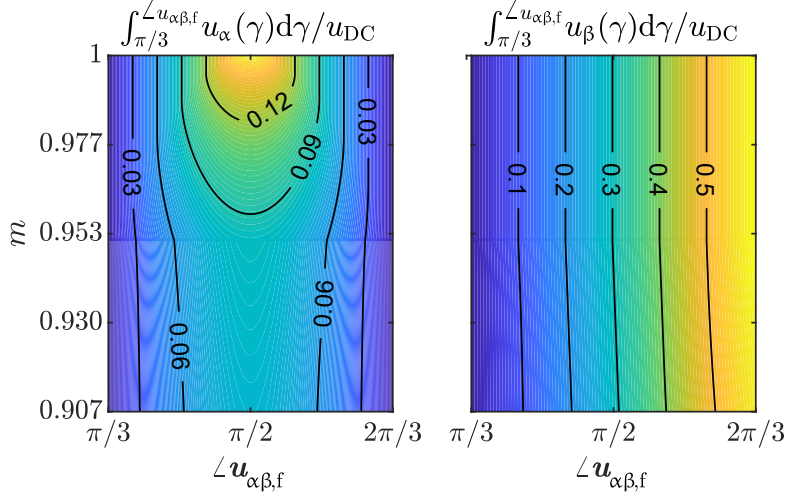 ∫_{π/3}^{∠u_{αβ,f}} u_α(γ)dγ/u_DC
1
0.977
0.953
0.930
0.907
m
0.12
0.09
0.03
0.03
0.06
0.06
π/3
π/2
2π/3
∠u_{αβ,f}
∫_{π/3}^{∠u_{αβ,f}} u_β(γ)dγ/u_DC
0.1
0.2
0.3
0.4
0.5
π/3
π/2
2π/3
∠u_{αβ,f}